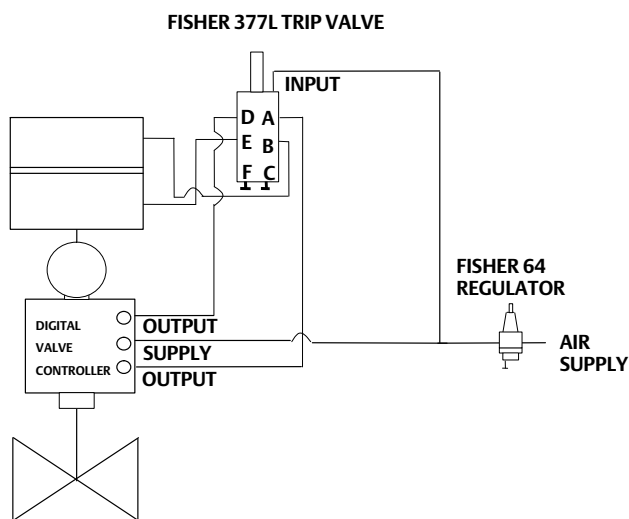 FISHER 377L TRIP VALVE
INPUT
D A
E B
F C
FISHER 64
REGULATOR
DIGITAL
VALVE
CONTROLLER
OUTPUT
SUPPLY
OUTPUT
AIR
SUPPLY